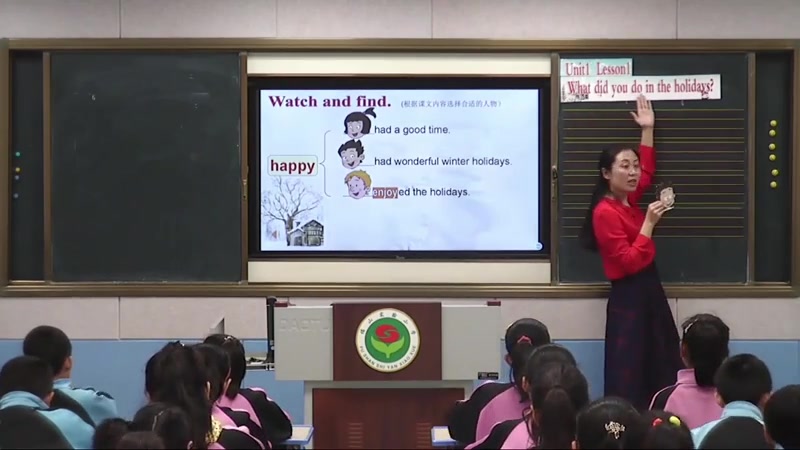 Unit1 Lesson1
What did you do in the holidays?
Watch and find. (根据课文内容选择合适的人物)
had a good time.
happy
had wonderful winter holidays.
enjoyed the holidays.